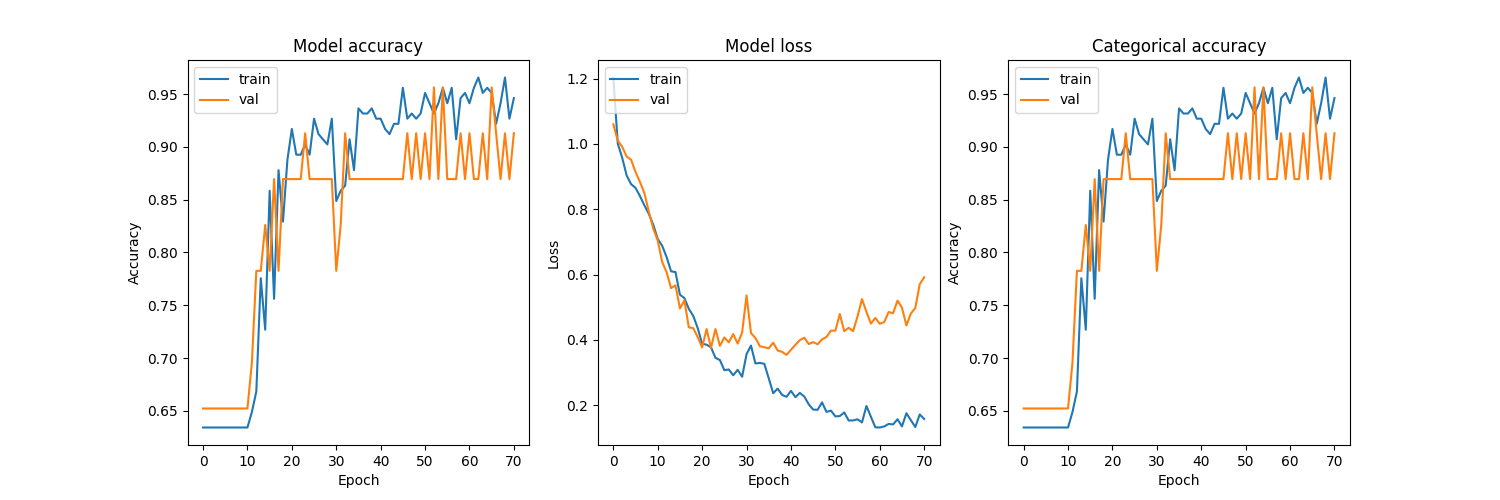 Model accuracy
train
val
0.95
0.90
0.85
0.80
0.75
0.70
0.65
Accuracy
0 10 20 30 40 50 60 70
Epoch
Model loss
train
val
1.2
1.0
0.8
0.6
0.4
0.2
Loss
0 10 20 30 40 50 60 70
Epoch
Categorical accuracy
train
val
0.95
0.90
0.85
0.80
0.75
0.70
0.65
Accuracy
0 10 20 30 40 50 60 70
Epoch